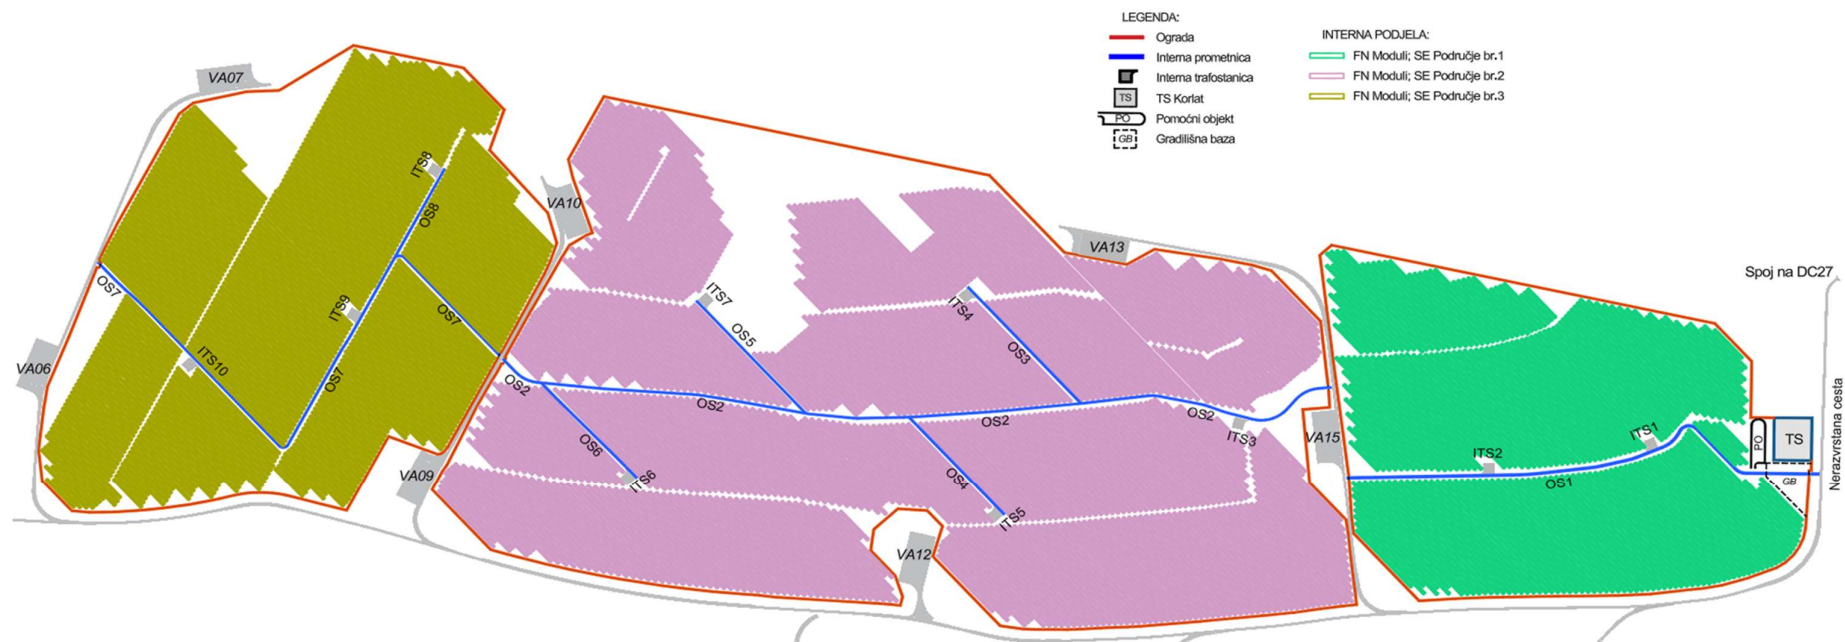 LEGENDA:
Ograda
Interna prometnica
Interna trafostanica
TS
TS Korlat
PO
Pomoćni objekt
GB
Gradilišna baza
INTERNA PODJELA:
FN Moduli; SE Područje br.1
FN Moduli; SE Područje br.2
FN Moduli; SE Područje br.3
VA07
ITS8
OS8
OS7
ITS9
OS7
ITS10
OS7
VA06
VA09
VA10
ITS7
OS5
ITS4
OS3
VA13
OS2
OS2
OS2
OS2
ITS3
OS6
ITS6
OS4
ITS5
VA12
VA15
ITS2
ITS1
OS1
PO
TS
GB
Spoj na DC27
Nerazvrstana cesta